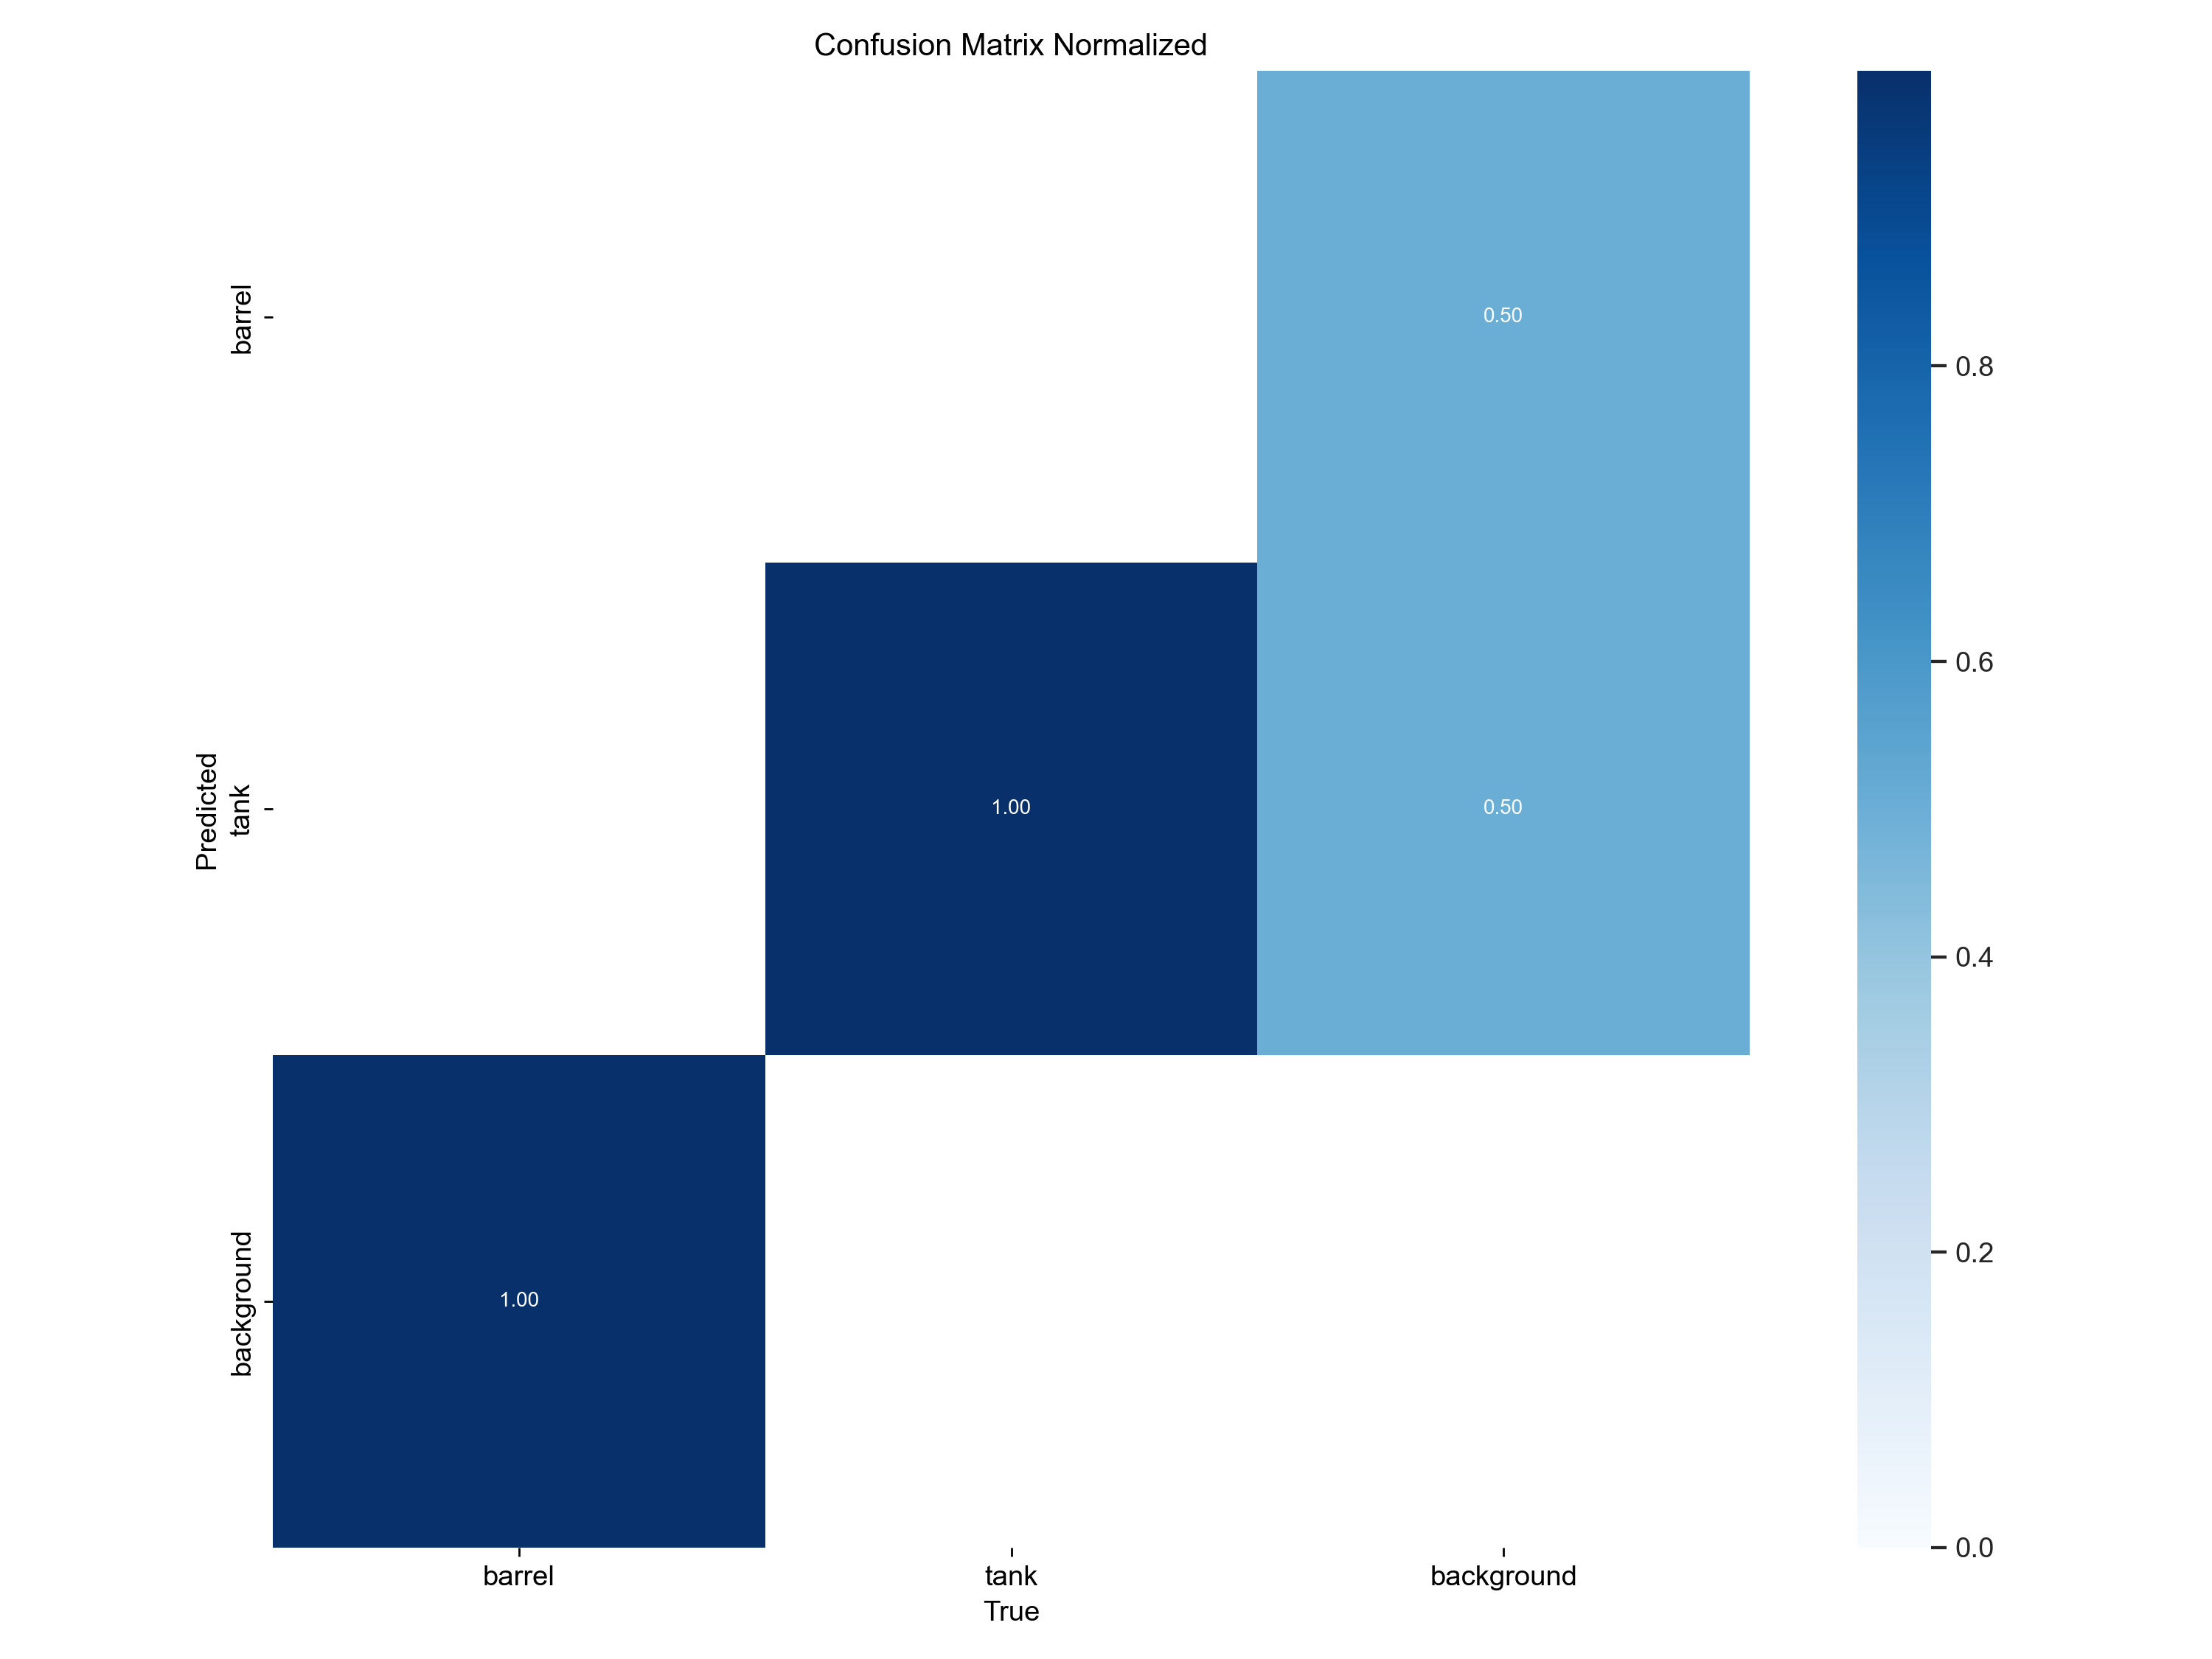 Confusion Matrix Normalized
barrel
0.50
0.8
0.6
Predicted
tank
1.00
0.50
0.4
background
1.00
0.2
0.0
barrel
tank
background
True